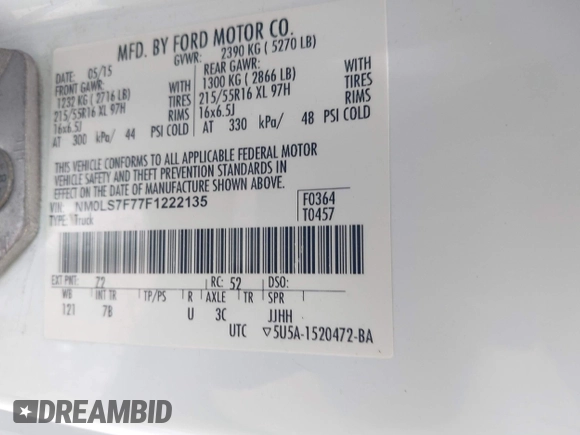 MFD. BY FORD MOTOR CO.
DATE: 05/15 GVWR: 2390 KG ( 5270 LB)
FRONT GAWR: REAR GAWR:
1232 KG ( 2716 LB) WITH 1300 KG ( 2866 LB) WITH
215/55R16 XL 97H TIRES 215/55R16 XL 97H TIRES
16x6.5J RIMS 16x6.5J RIMS
AT 300 kPa/ 44 PSI COLD AT 330 kPa/ 48 PSI COLD
THIS VEHICLE CONFORMS TO ALL APPLICABLE FEDERAL MOTOR
VEHICLE SAFETY AND THEFT PREVENTION STANDARDS IN
EFFECT ON THE DATE OF MANUFACTURE SHOWN ABOVE.
VIN: NM0LS7F77F1222135 F0364
TYPE: Truck T0457
EXT PNT: Z2 RC: 52 DSO:
WB INT TR TP/PS R AXLE TR SPR
121 7B U 3C JJHH
UTC 5U5A-1520472-BA
DREAMBID